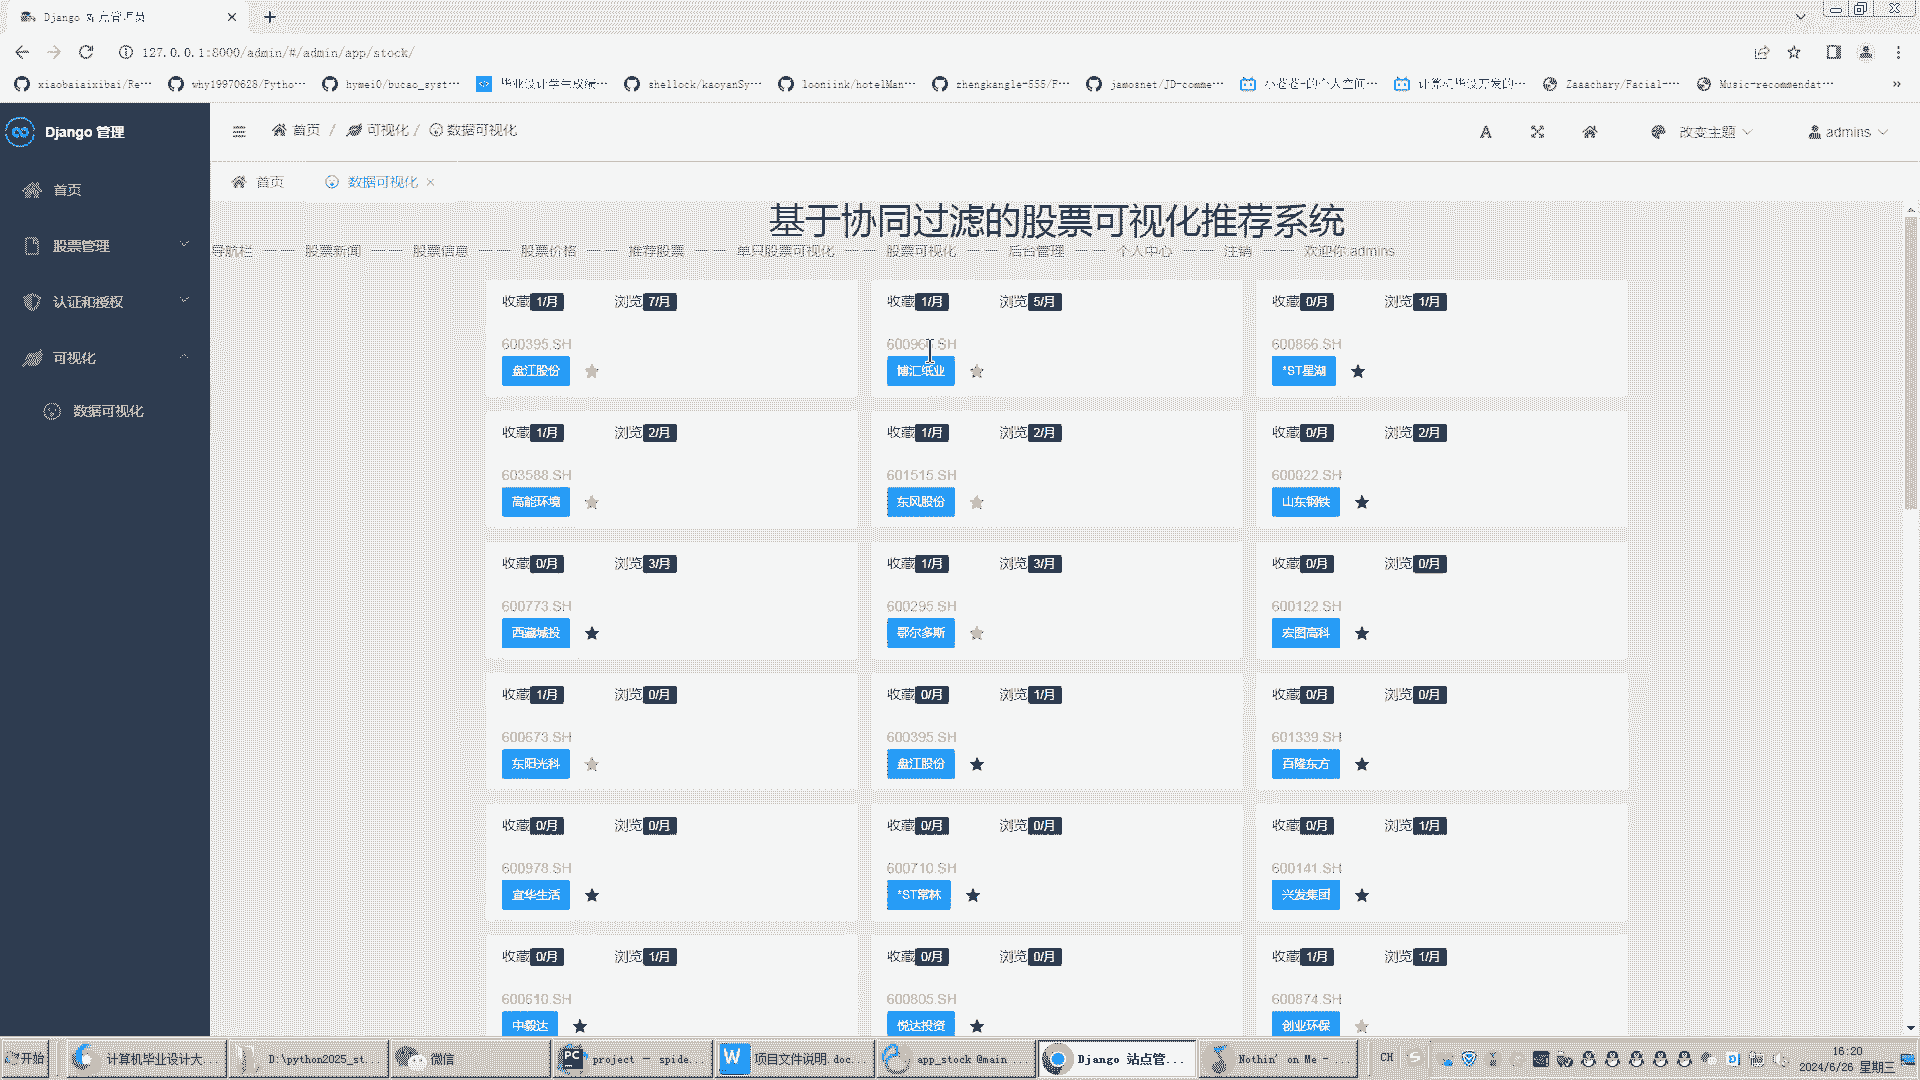 Django 站点管理员
127.0.0.1:8000/admin/#/admin/app/stock/
xiaobaiaixibai/Re···
why19970628/Pytho···
hymei0/bucao_syst···
毕业设计学生成绩···
shellock/kaoyanSy···
looniink/hotelMan···
zhengkangle-555/F···
jamosnet/JD-comme···
小苍苍-的个人空间···
计算机毕设开发的···
Zaaachary/Facial-···
Music-recommendat···
Django 管理
首页 / 可视化 / 数据可视化
A 改变主题 admins
首页
股票管理
认证和授权
可视化
数据可视化
首页 数据可视化
基于协同过滤的股票可视化推荐系统
导航栏 股票新闻 股票信息 股票价格 推荐股票 单只股票可视化 股票可视化 后台管理 个人中心 注销 欢迎你:admins
收藏 1/月 浏览 7/月 收藏 1/月 浏览 5/月 收藏 0/月 浏览 1/月
600395.SH 600866.SH
盘江股份 博汇纸业 *ST星湖
收藏 1/月 浏览 2/月 收藏 1/月 浏览 2/月 收藏 0/月 浏览 2/月
603588.SH 601515.SH 600022.SH
高能环境 东风股份 山东钢铁
收藏 0/月 浏览 3/月 收藏 1/月 浏览 3/月 收藏 0/月 浏览 0/月
600773.SH 600295.SH 600122.SH
西藏城投 鄂尔多斯 宏图高科
收藏 1/月 浏览 0/月 收藏 0/月 浏览 1/月 收藏 0/月 浏览 0/月
600673.SH 600395.SH 601339.SH
东阳光科 盘江股份 百隆东方
收藏 0/月 浏览 0/月 收藏 0/月 浏览 0/月 收藏 0/月 浏览 1/月
600978.SH 600710.SH 600141.SH
宜华生活 *ST常林 兴发集团
收藏 0/月 浏览 1/月 收藏 0/月 浏览 0/月 收藏 1/月 浏览 1/月
600610.SH 600805.SH 600874.SH
中毅达 悦达投资 创业环保
开始 计算机毕业设计大... D:\python2025_st... 微信 project – spide... 项目文件说明.doc... app_stock @main ... Django 站点管... Nothin' on Me - ... CH
16:20
2024/6/26 星期三